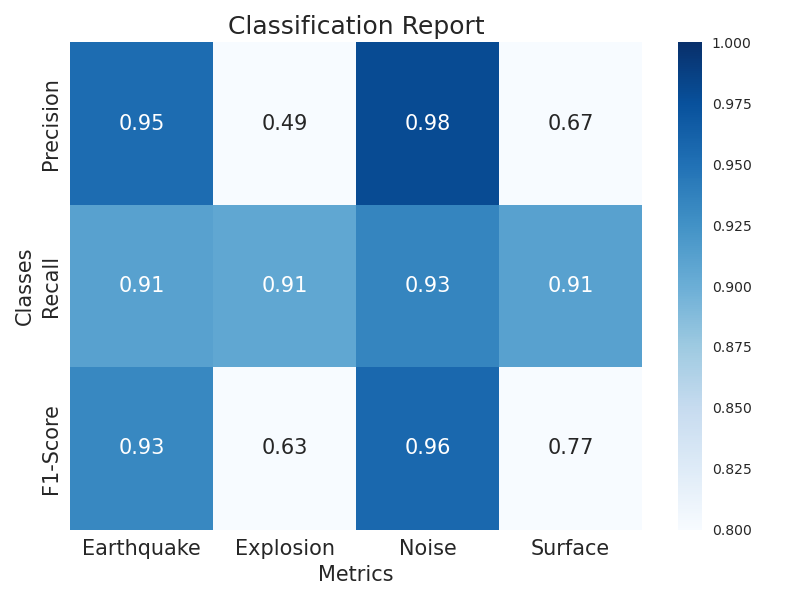 Classification Report
Precision
0.95 0.49 0.98 0.67
Classes
Recall
0.91 0.91 0.93 0.91
F1-Score
0.93 0.63 0.96 0.77
Earthquake Explosion Noise Surface
Metrics
1.000
0.975
0.950
0.925
0.900
0.875
0.850
0.825
0.800